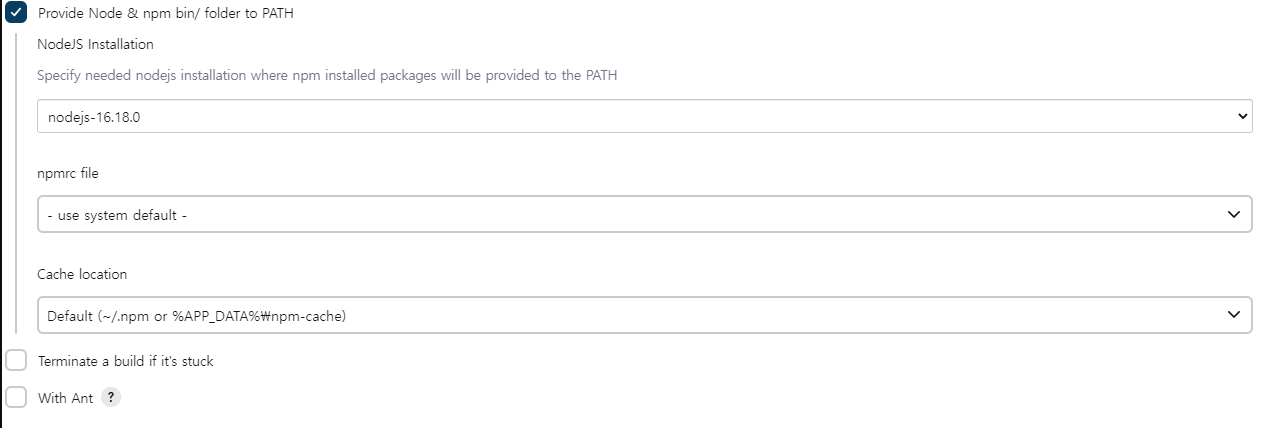 Provide Node & npm bin/ folder to PATH
NodeJS Installation
Specify needed nodejs installation where npm installed packages will be provided to the PATH
nodejs-16.18.0
npmrc file
- use system default -
Cache location
Default (~/.npm or %APP_DATA%₩npm-cache)
Terminate a build if it's stuck
With Ant ?